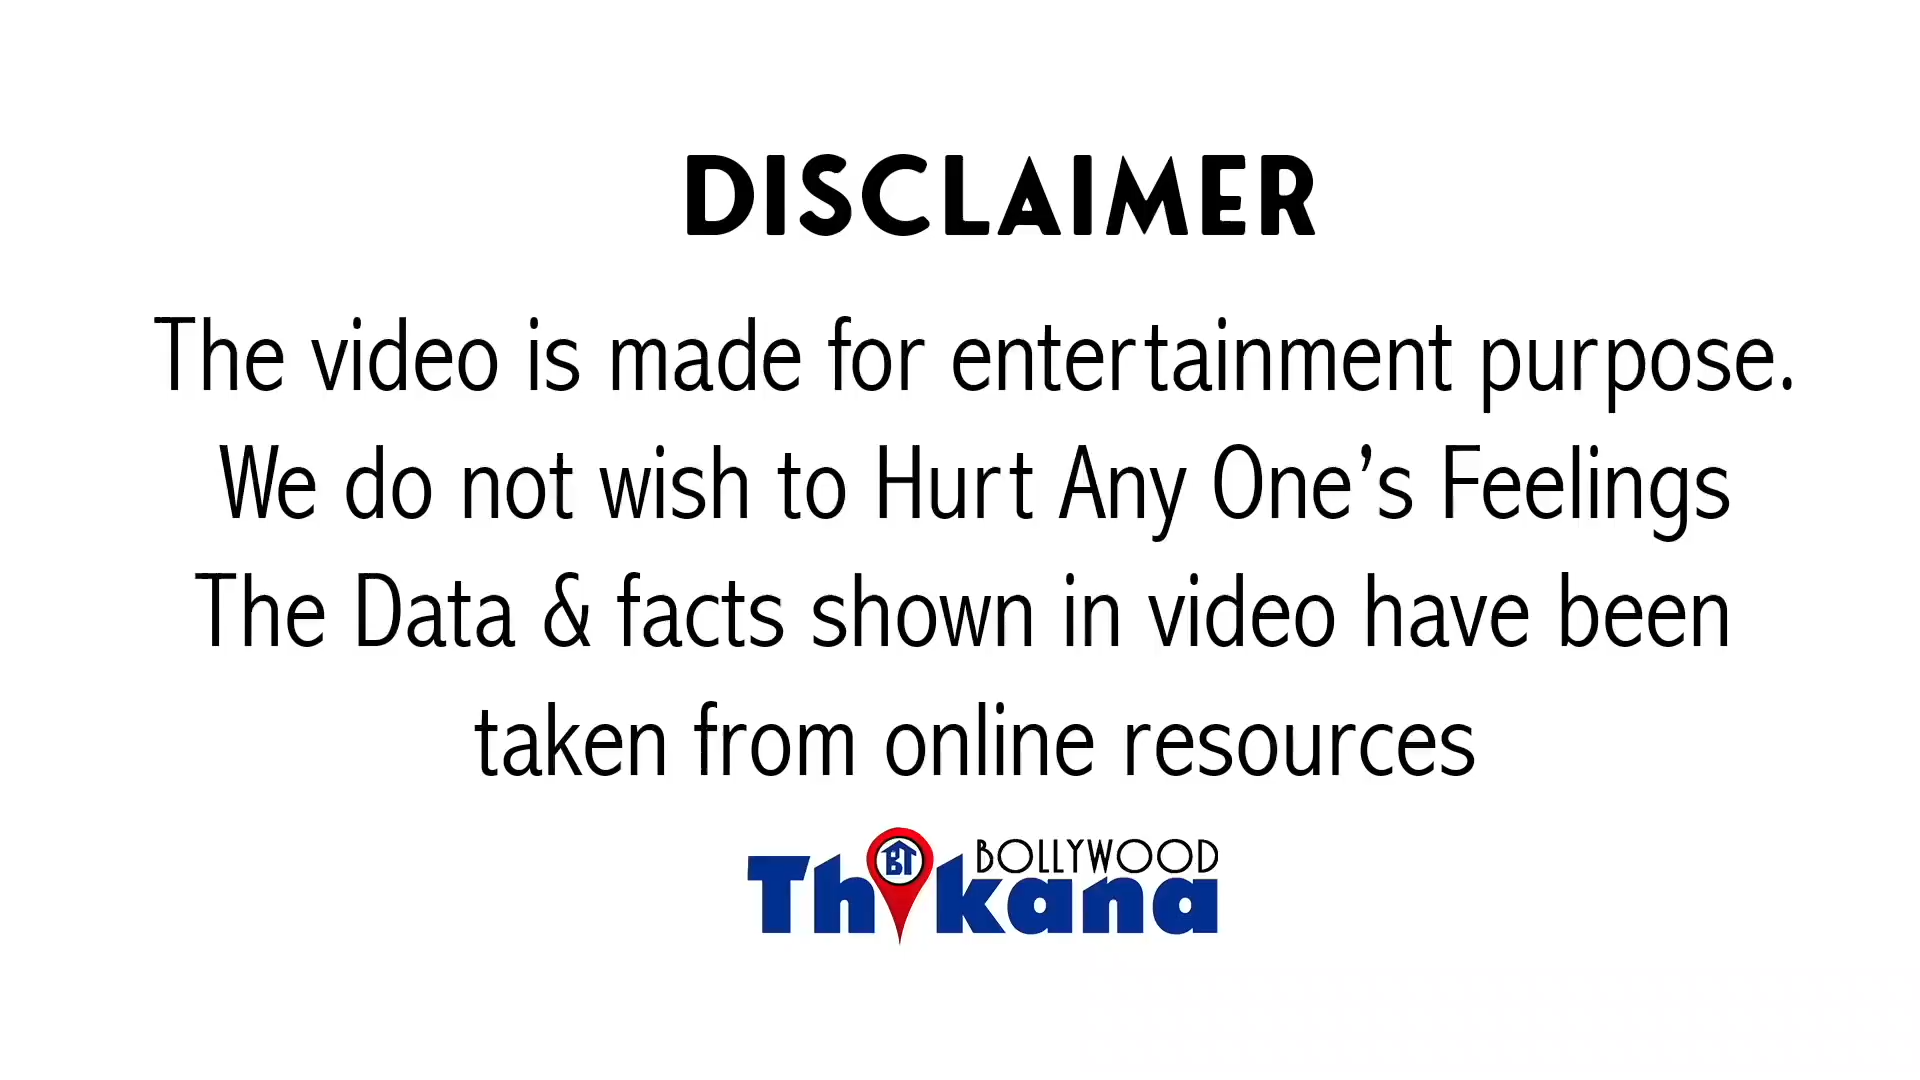 DISCLAIMER
The video is made for entertainment purpose.
We do not wish to Hurt Any One’s Feelings
The Data & facts shown in video have been
taken from online resources
BT
BOLLYWOOD
Thikana